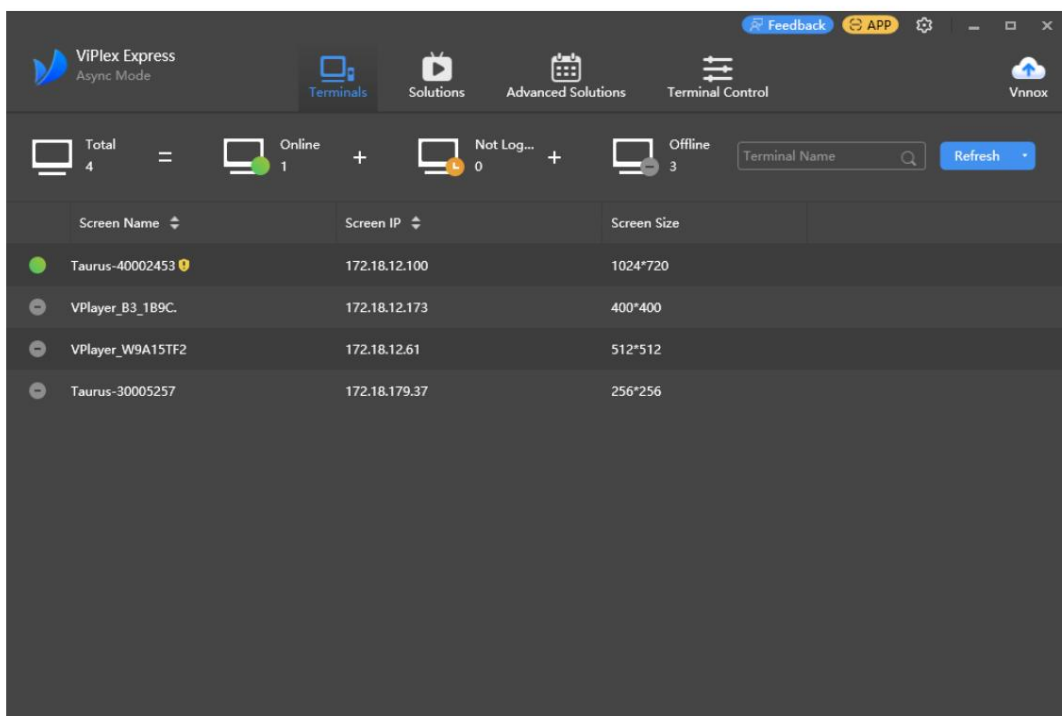 Feedback APP
ViPlex Express
Async Mode
Terminals Solutions Advanced Solutions Terminal Control Vnnox
Total Online Not Log... Offline
4 = 1 + 0 + 3 Terminal Name Refresh
Screen Name Screen IP Screen Size
Taurus-40002453 172.18.12.100 1024*720
VPlayer_B3_1B9C. 172.18.12.173 400*400
VPlayer_W9A15TF2 172.18.12.61 512*512
Taurus-30005257 172.18.179.37 256*256